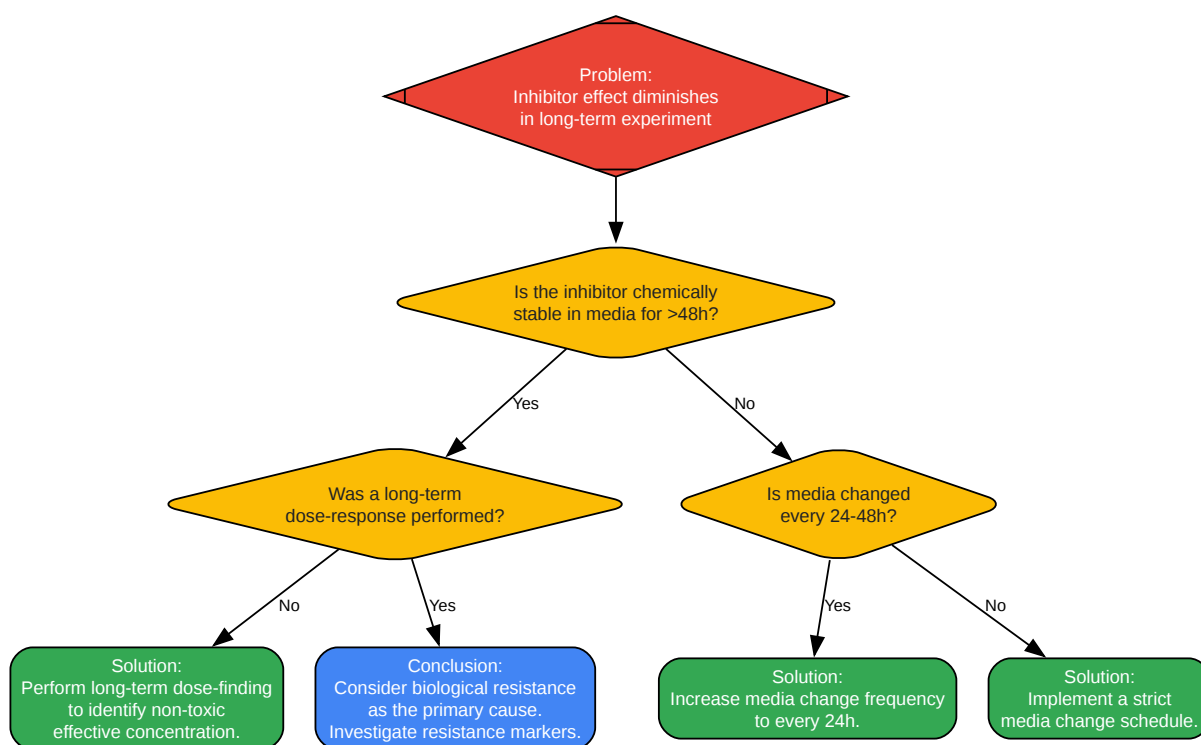 Problem:
Inhibitor effect diminishes
in long-term experiment
Is the inhibitor chemically
stable in media for >48h?
Yes
No
Was a long-term
dose-response performed?
Is media changed
every 24-48h?
No
Yes
Yes
No
Solution:
Perform long-term dose-finding
to identify non-toxic
effective concentration.
Conclusion:
Consider biological resistance
as the primary cause.
Investigate resistance markers.
Solution:
Increase media change frequency
to every 24h.
Solution:
Implement a strict
media change schedule.